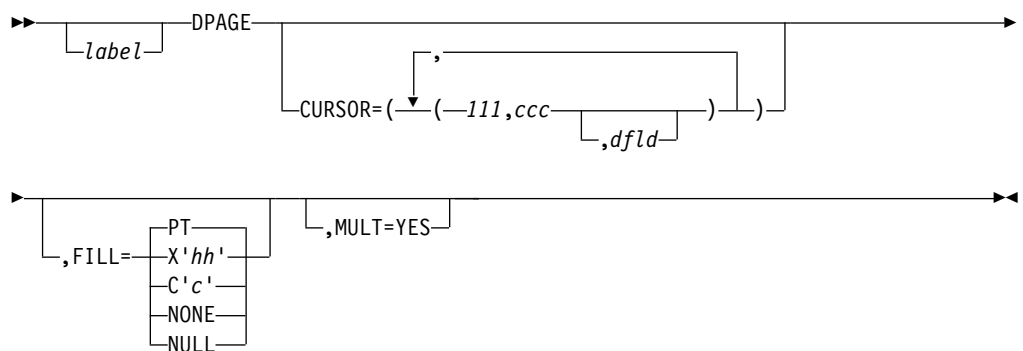 DPAGE
label
,
CURSOR=( ( 111,ccc ) )
,dfld
PT
,FILL= X'hh' ,MULT=YES
C'c'
NONE
NULL